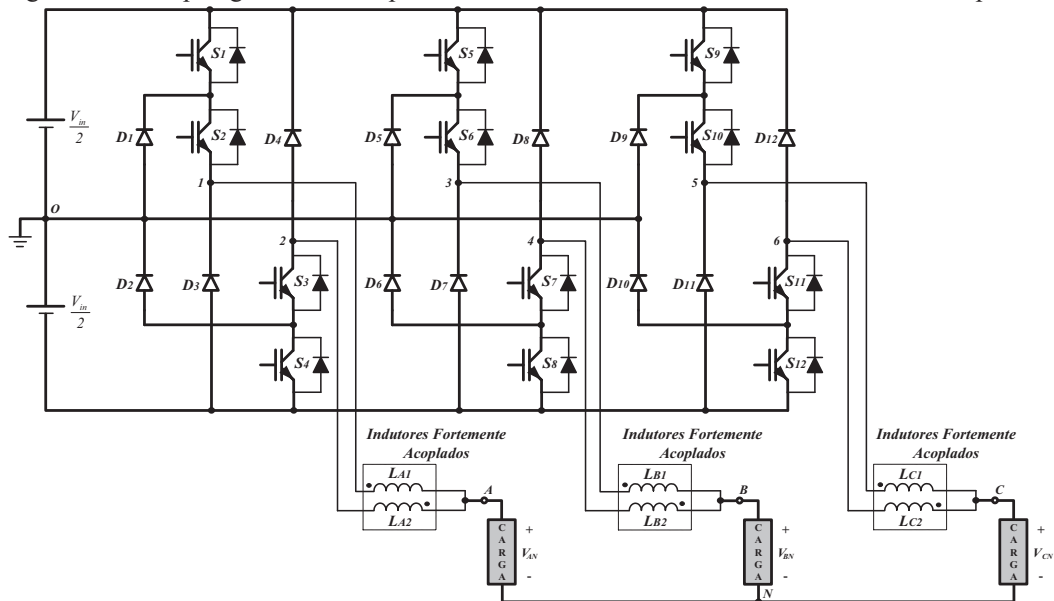 S1
S5
S9
Vin
2
D1
S2
D4
D5
S6
D8
D9
S10
D12
1
3
5
O
2
4
6
Vin
2
D2
D3
S3
D6
D7
S7
D10
D11
S11
S4
S8
S12
Indutores Fortemente
Acoplados
Indutores Fortemente
Acoplados
Indutores Fortemente
Acoplados
LA1
LA2
A
LB1
LB2
B
LC1
LC2
C
CARGA
+
VAN
-
CARGA
+
VBN
-
CARGA
+
VCN
-
N